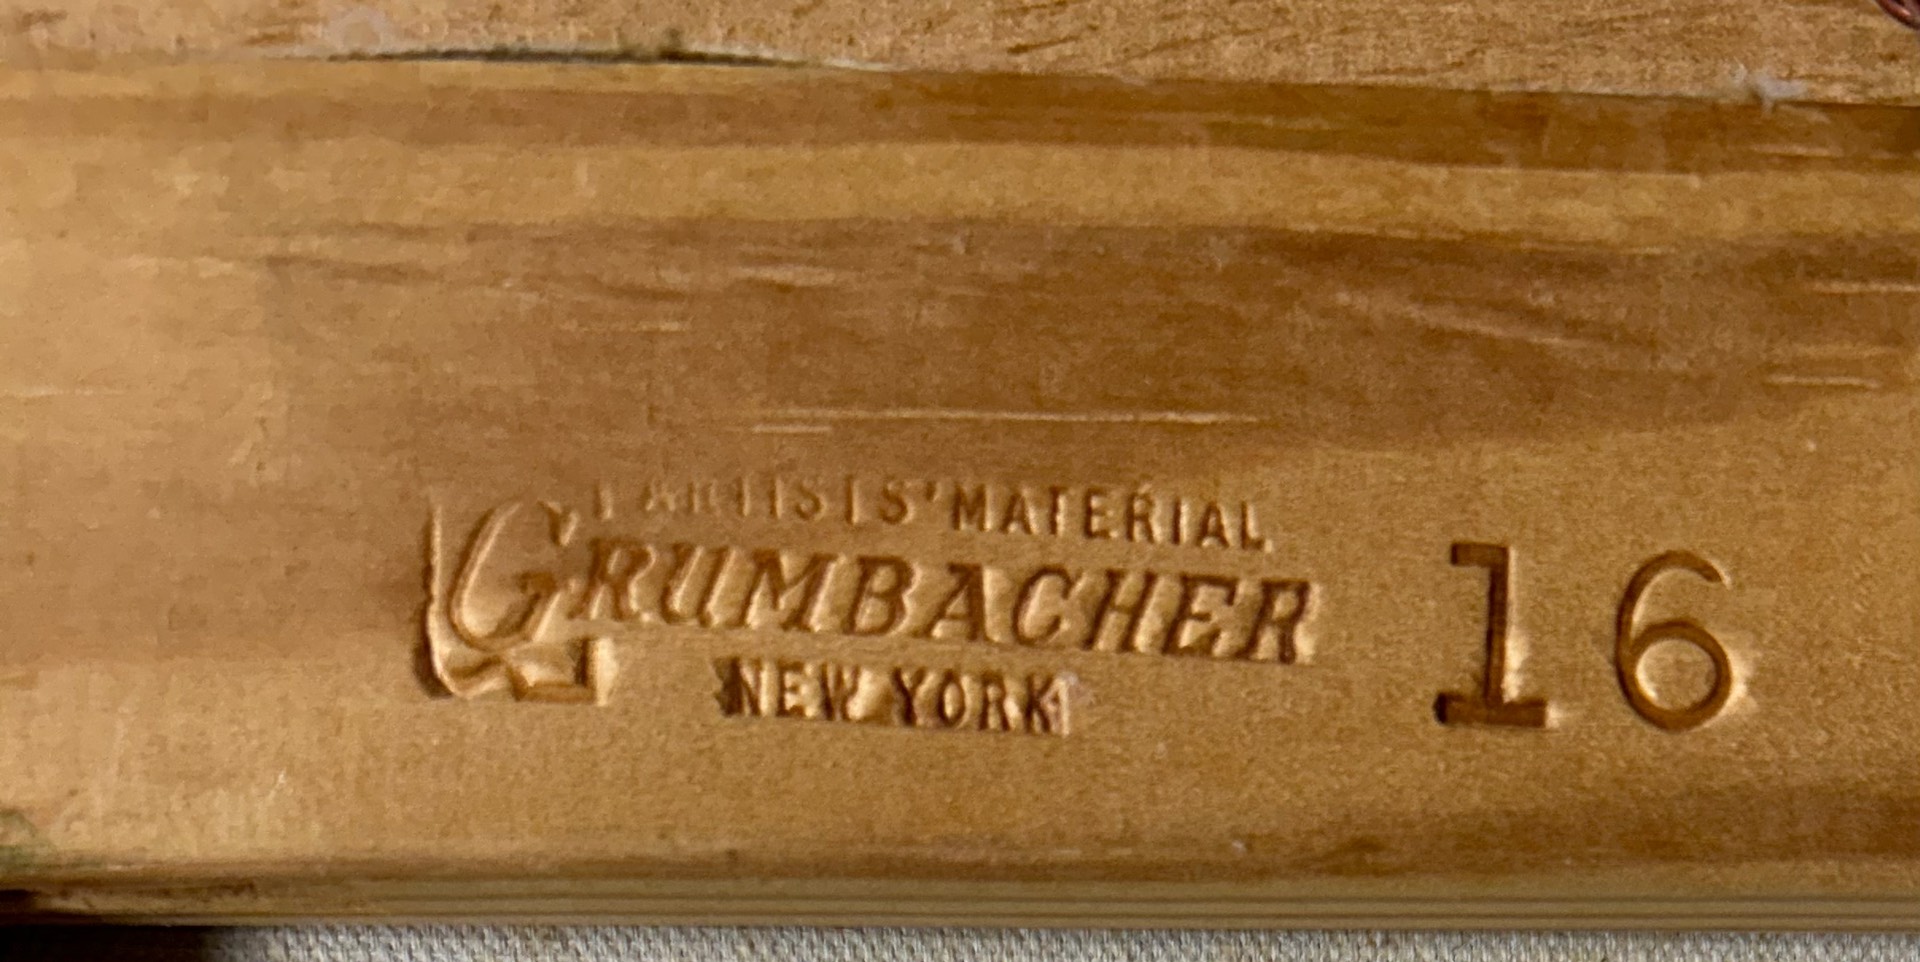 ARTISTS' MATERIAL
GRUMBACHER 16
NEW YORK